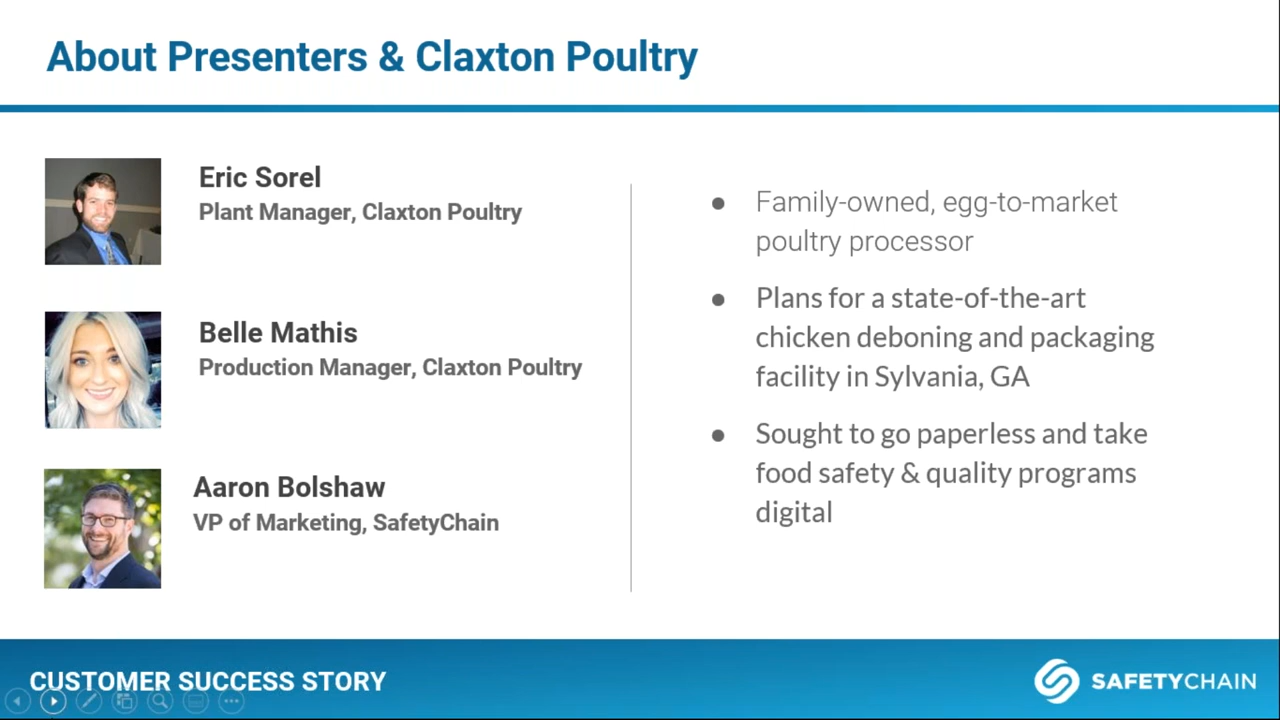 About Presenters & Claxton Poultry
Eric Sorel
Plant Manager, Claxton Poultry
Belle Mathis
Production Manager, Claxton Poultry
Aaron Bolshaw
VP of Marketing, SafetyChain
● Family-owned, egg-to-market
poultry processor
● Plans for a state-of-the-art
chicken deboning and packaging
facility in Sylvania, GA
● Sought to go paperless and take
food safety & quality programs
digital
CUSTOMER SUCCESS STORY
SAFETYCHAIN